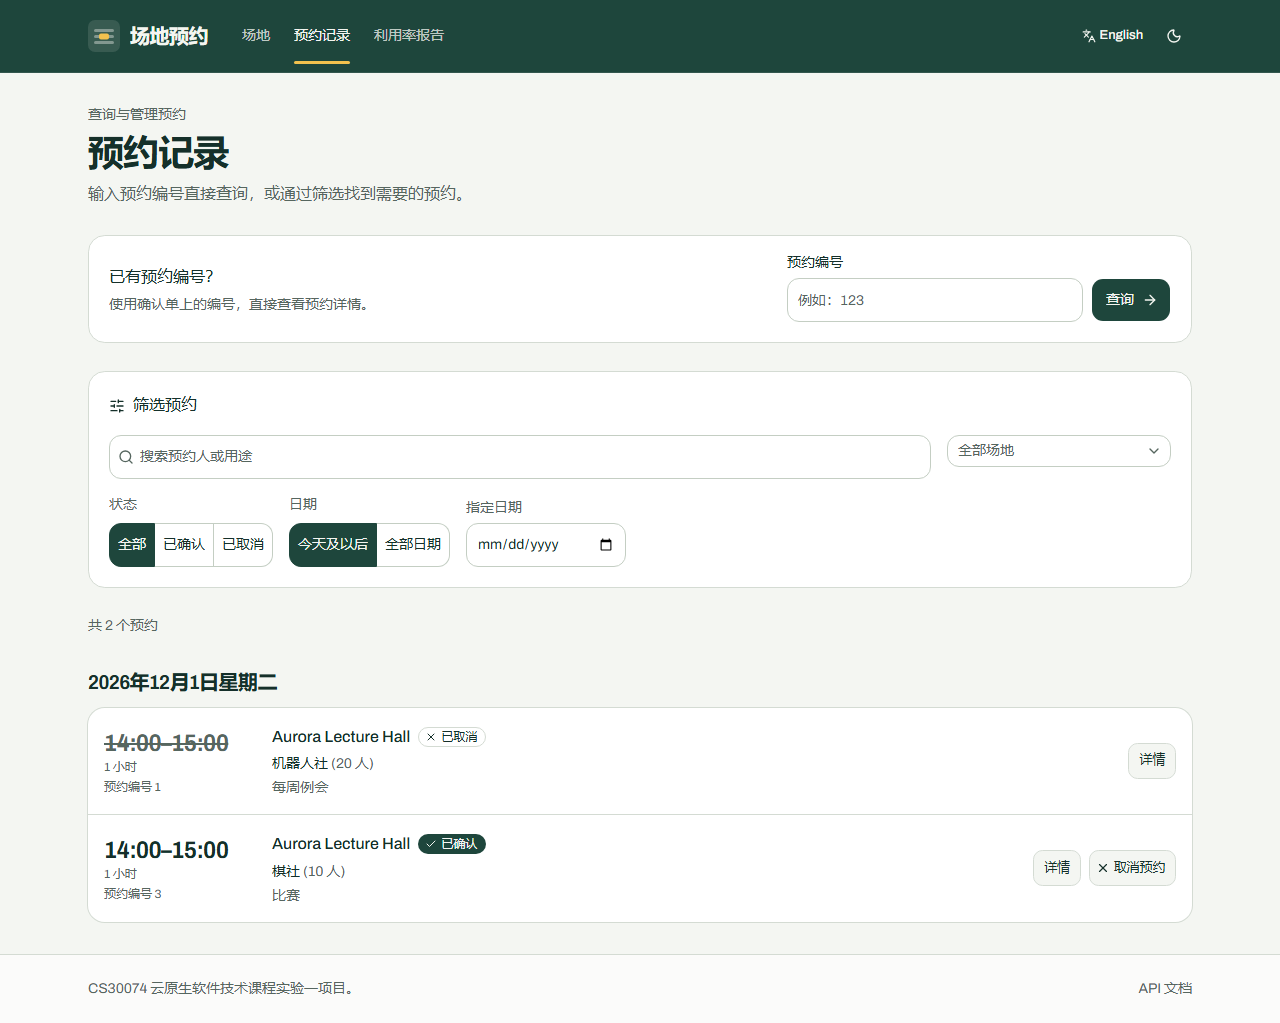 场地预约
场地
预约记录
利用率报告
English
查询与管理预约
预约记录
输入预约编号直接查询，或通过筛选找到需要的预约。
已有预约编号？
使用确认单上的编号，直接查看预约详情。
预约编号
例如：123
查询
筛选预约
搜索预约人或用途
全部场地
状态
全部
已确认
已取消
日期
今天及以后
全部日期
指定日期
mm/dd/yyyy
共 2 个预约
2026年12月1日星期二
14:00–15:00
1 小时
预约编号 1
Aurora Lecture Hall
已取消
机器人社 (20 人)
每周例会
详情
14:00–15:00
1 小时
预约编号 3
Aurora Lecture Hall
已确认
棋社 (10 人)
比赛
详情
取消预约
CS30074 云原生软件技术课程实验一项目。
API 文档